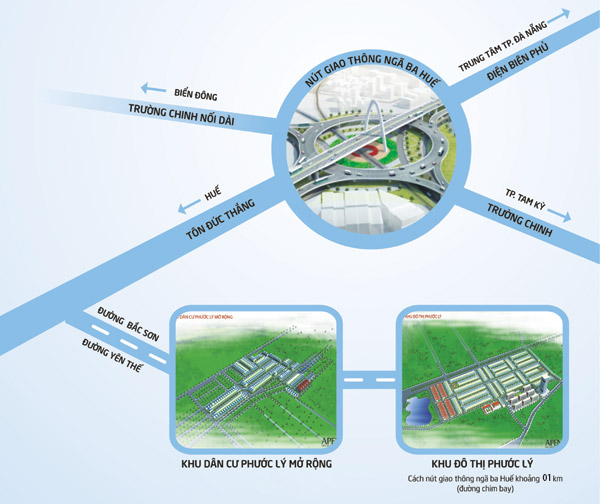 NÚT GIAO THÔNG NGÃ BA HUẾ
TRUNG TÂM TP. ĐÀ NẴNG
ĐIỆN BIÊN PHỦ
BIỂN ĐÔNG
TRƯỜNG CHINH NỐI DÀI
HUẾ
TÔN ĐỨC THẮNG
TP. TAM KỲ
TRƯỜNG CHINH
ĐƯỜNG BẮC SƠN
ĐƯỜNG YÊN THẾ
DÂN CƯ PHƯỚC LÝ MỞ RỘNG
KHU ĐÔ THỊ PHƯỚC LÝ
KHU DÂN CƯ PHƯỚC LÝ MỞ RỘNG
KHU ĐÔ THỊ PHƯỚC LÝ
Cách nút giao thông ngã ba Huế khoảng 01 km
(đường chim bay)